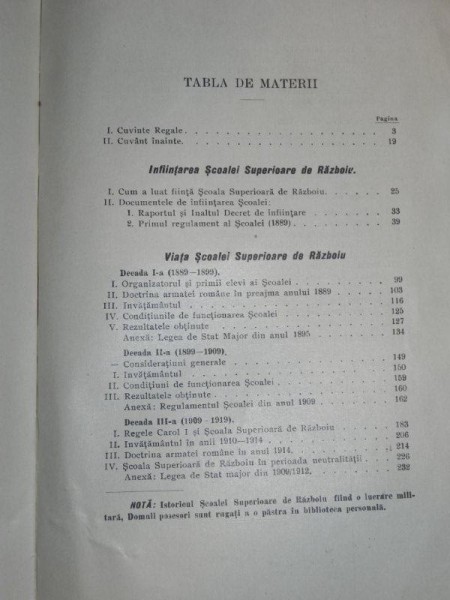 TABLA DE MATERII
Pagina
I. Cuvinte Regale . . . . . . . . . . . . . . . . . . 3
II. Cuvânt înainte. . . . . . . . . . . . . . . . . . 19
Înființarea Școalei Superioare de Războiu.
I. Cum a luat ființă Școala Superioară de Războiu. . . . . . 25
II. Documentele de înființarea Școalei:
1. Raportul și Inaltul Decret de înființare . . . . . . 33
2. Primul regulament al Școalei (1889) . . . . . . . 39
Viața Școalei Superioare de Războiu
Decada I-a (1889—1899).
I. Organizatorul și primii elevi ai Școalei . . . . . . . 99
II. Doctrina armatei române în preajma anului 1889 . . . . 103
III. Invățământul . . . . . . . . . . . . . . . . . 116
IV. Condițiunile de funcționarea Școalei . . . . . . . . 125
V. Rezultatele obținute . . . . . . . . . . . . . . 127
Anexă: Legea de Stat Major din anul 1895 . . . . . . 134
Decada II-a (1899—1909).
— Considerațiuni generale . . . . . . . . . . . . . 149
I. Invățământul . . . . . . . . . . . . . . . . . 150
II. Condițiuni de funcționarea Școalei . . . . . . . . . 159
III. Rezultatele obținute . . . . . . . . . . . . . . 160
Anexă: Regulamentul Școalei din anul 1909 . . . . . . 162
Decada III-a (1909-1919).
I. Regele Carol I și Școala Superioară de Războiu . . . . . 183
II. Invățământul în anii 1910—1914 . . . . . . . . . . 206
III. Doctrina armatei române în anul 1914. . . . . . . . 214
IV. Școala Superioară de Războiu în perioada neutralității . . 226
Anexă: Legea de Stat major din 1909/1912. . . . . . . 232
NOTĂ: Istoricul Școalei Superioare de Războiu fiind o lucrare mili-
tară, Domnii posesori sunt rugați a o păstra în biblioteca personală.